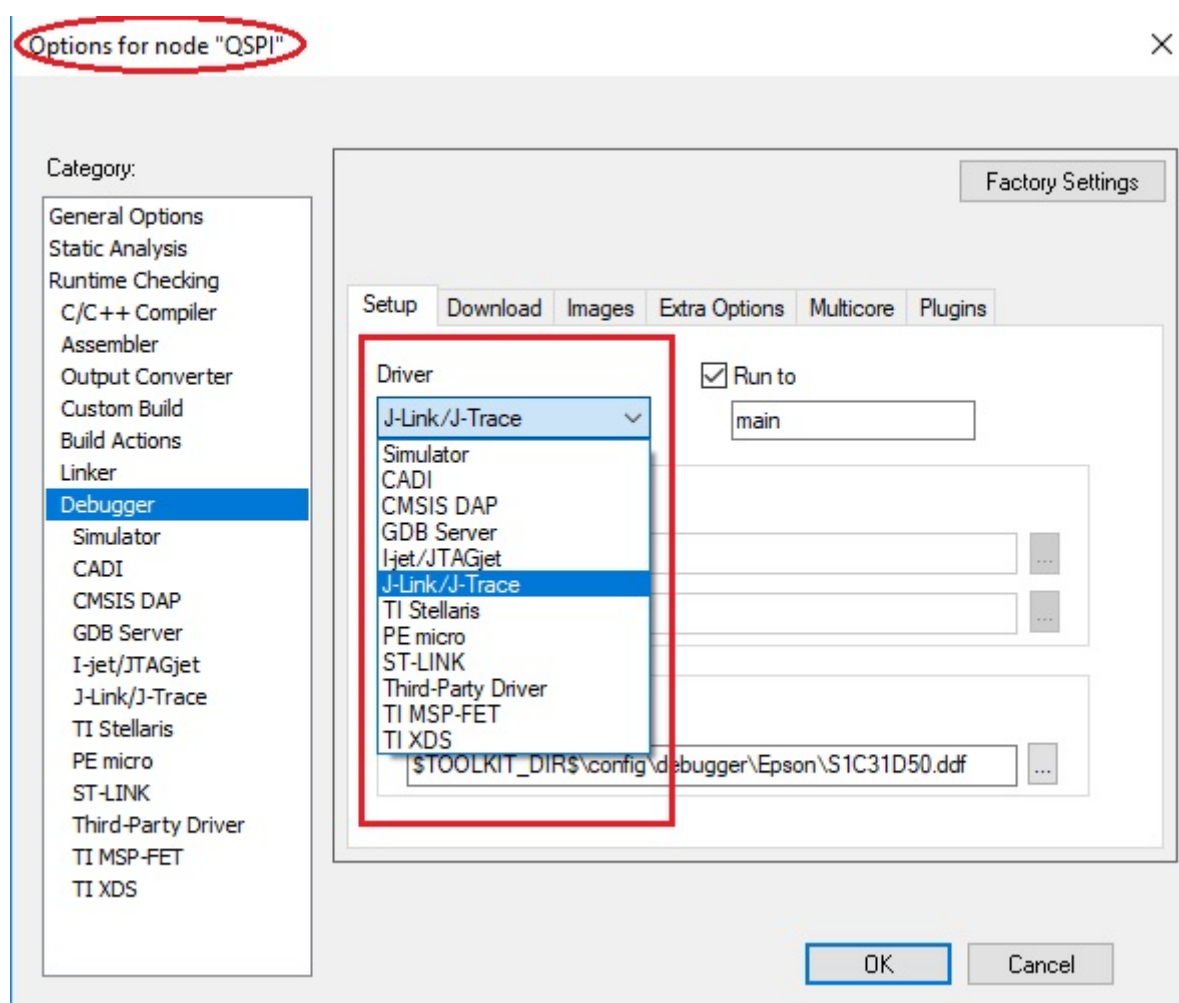 Options for node "QSPI"
Category:
Factory Settings
General Options
Static Analysis
Runtime Checking
C/C++ Compiler
Assembler
Output Converter
Custom Build
Build Actions
Linker
Debugger
Simulator
CADI
CMSIS DAP
GDB Server
I-jet/JTAGjet
J-Link/J-Trace
TI Stellaris
PE micro
ST-LINK
Third-Party Driver
TI MSP-FET
TI XDS
Setup Download Images Extra Options Multicore Plugins
Driver
J-Link/J-Trace
Simulator
CADI
CMSIS DAP
GDB Server
I-jet/JTAGjet
J-Link/J-Trace
TI Stellaris
PE micro
ST-LINK
Third-Party Driver
TI MSP-FET
TI XDS
Run to
main
...
...
$TOOLKIT_DIR$\config\debugger\Epson\S1C31D50.ddf ...
OK Cancel